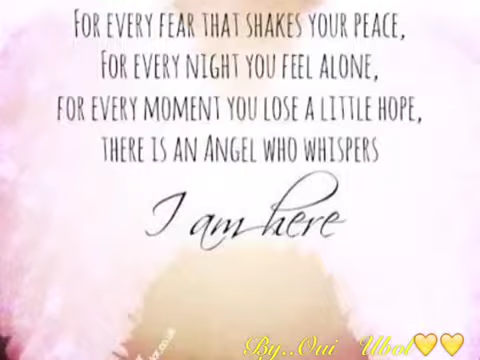 FOR EVERY FEAR THAT SHAKES YOUR PEACE,
FOR EVERY NIGHT YOU FEEL ALONE,
FOR EVERY MOMENT YOU LOSE A LITTLE HOPE,
THERE IS AN ANGEL WHO WHISPERS
I am here
By..Oui Ubol💛💛